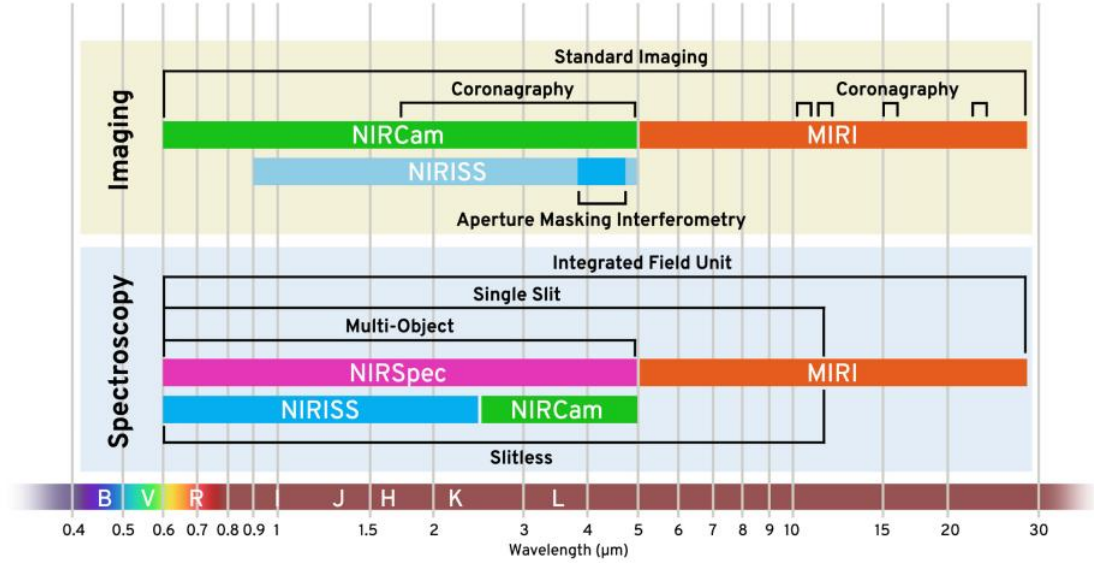 Standard Imaging
Coronagraphy Coronagraphy
Imaging
NIRCam MIRI
NIRISS
Aperture Masking Interferometry
Integrated Field Unit
Single Slit
Multi-Object
Spectroscopy
NIRSpec MIRI
NIRISS NIRCam
Slitless
B V R I J H K L
0.4 0.5 0.6 0.7 0.8 0.9 1 1.5 2 3 4 5 6 7 8 9 10 15 20 30
Wavelength (μm)